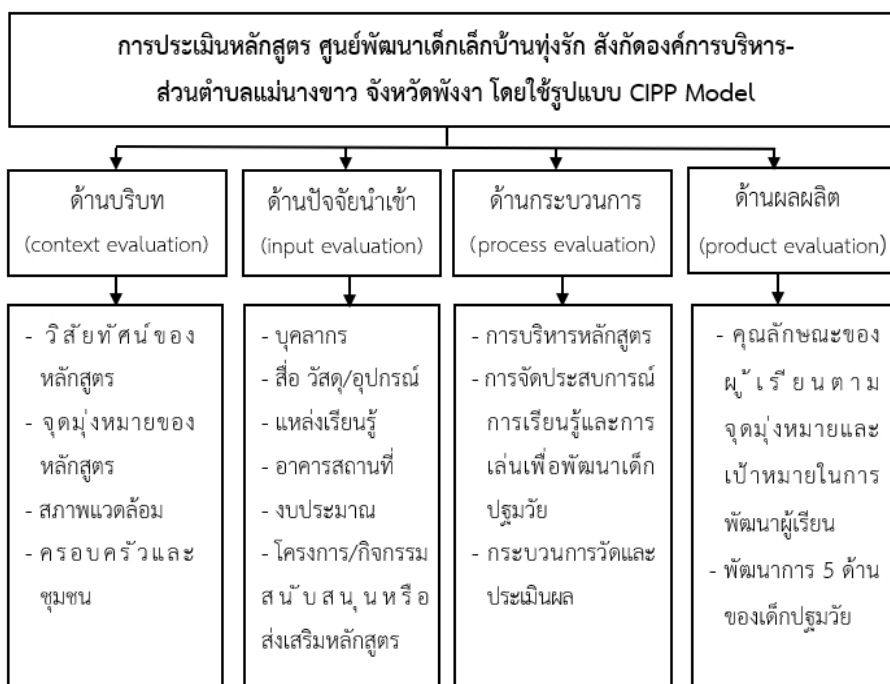 การประเมินหลักสูตร ศูนย์พัฒนาเด็กเล็กบ้านทุ่งรัก สังกัดองค์การบริหาร-
ส่วนตำบลแม่นางขาว จังหวัดพังงา โดยใช้รูปแบบ CIPP Model
ด้านบริบท
(context evaluation)
ด้านปัจจัยนำเข้า
(input evaluation)
ด้านกระบวนการ
(process evaluation)
ด้านผลผลิต
(product evaluation)
- วิสัยทัศน์ของ
หลักสูตร
- จุดมุ่งหมายของ
หลักสูตร
- สภาพแวดล้อม
- ครอบครัวและ
ชุมชน
- บุคลากร
- สื่อ วัสดุ/อุปกรณ์
- แหล่งเรียนรู้
- อาคารสถานที่
- งบประมาณ
- โครงการ/กิจกรรม
สนับสนุนหรือ
ส่งเสริมหลักสูตร
- การบริหารหลักสูตร
- การจัดประสบการณ์
การเรียนรู้และการ
เล่นเพื่อพัฒนาเด็ก
ปฐมวัย
- กระบวนการวัดและ
ประเมินผล
- คุณลักษณะของ
ผู้เรียนตาม
จุดมุ่งหมายและ
เป้าหมายในการ
พัฒนาผู้เรียน
- พัฒนาการ 5 ด้าน
ของเด็กปฐมวัย